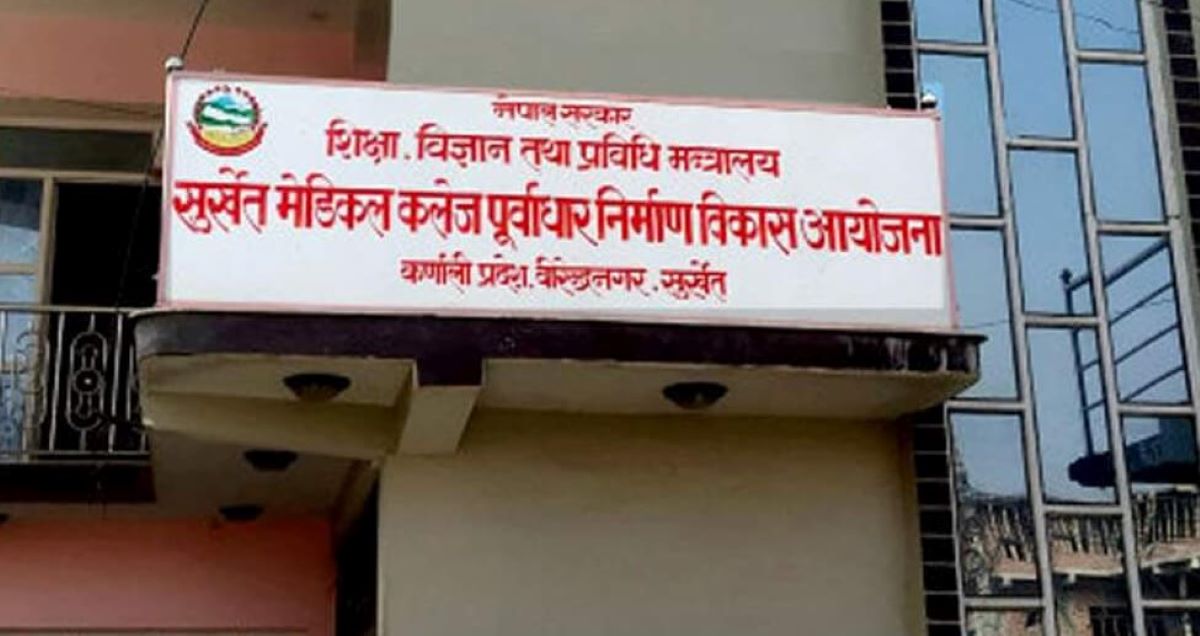 नेपाल सरकार
शिक्षा. विज्ञान तथा प्रविधि मन्त्रालय
सुर्खेत मेडिकल कलेज पूर्वाधार निर्माण विकास आयोजना
कर्णाली प्रदेश. वीरेन्द्रनगर. सुर्खेत